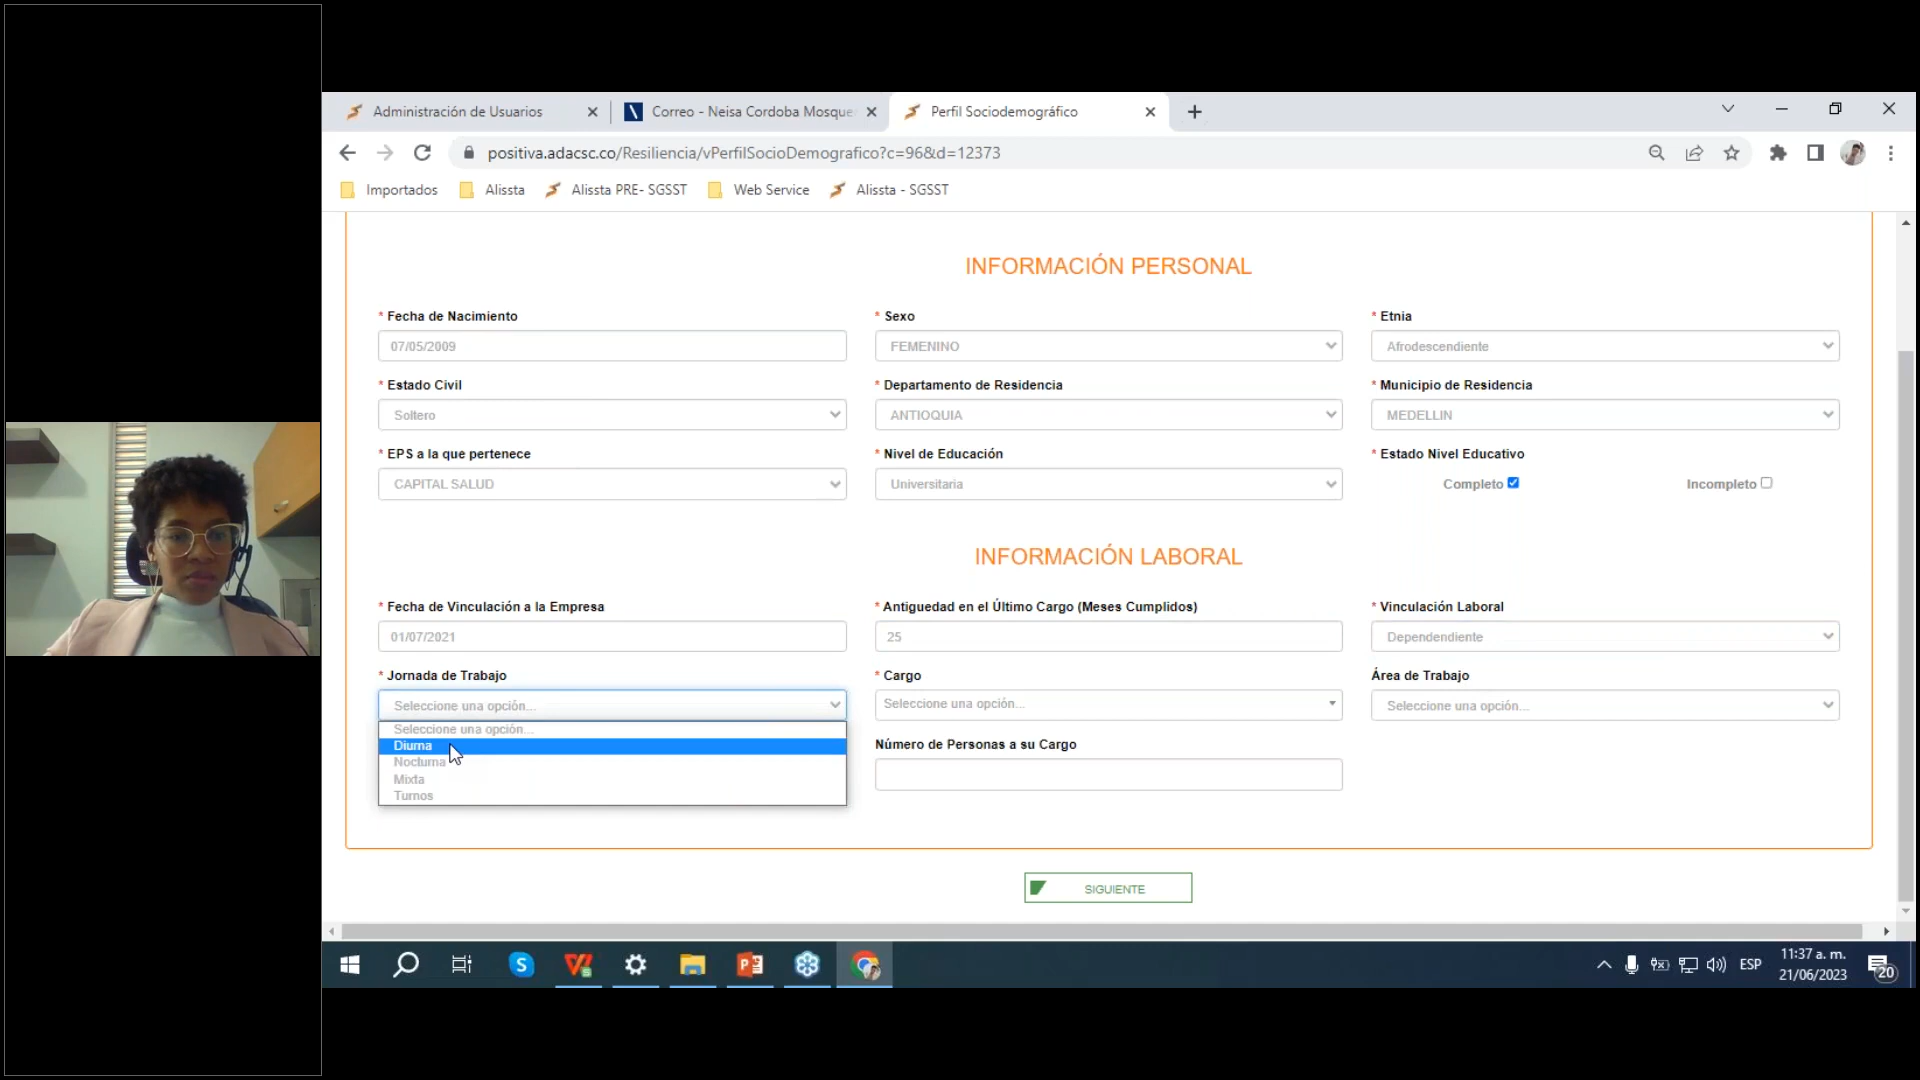 Administración de Usuarios
Correo - Neisa Cordoba Mosque
Perfil Sociodemográfico
positiva.adacsc.co/Resiliencia/vPerfilSocioDemografico?c=96&d=12373
Importados
Alissta
Alissta PRE- SGSST
Web Service
Alissta - SGSST
INFORMACIÓN PERSONAL
* Fecha de Nacimiento
* Sexo
* Etnia
07/05/2009
FEMENINO
Afrodescendiente
* Estado Civil
* Departamento de Residencia
* Municipio de Residencia
Soltero
ANTIOQUIA
MEDELLIN
* EPS a la que pertenece
* Nivel de Educación
* Estado Nivel Educativo
CAPITAL SALUD
Universitaria
Completo
Incompleto
INFORMACIÓN LABORAL
* Fecha de Vinculación a la Empresa
* Antiguedad en el Último Cargo (Meses Cumplidos)
* Vinculación Laboral
01/07/2021
25
Dependendiente
* Jornada de Trabajo
* Cargo
Área de Trabajo
Seleccione una opción...
Seleccione una opción...
Seleccione una opción...
Seleccione una opción...
Diurna
Nocturna
Mixta
Turnos
Número de Personas a su Cargo
SIGUIENTE
ESP
11:37 a. m.
21/06/2023
20